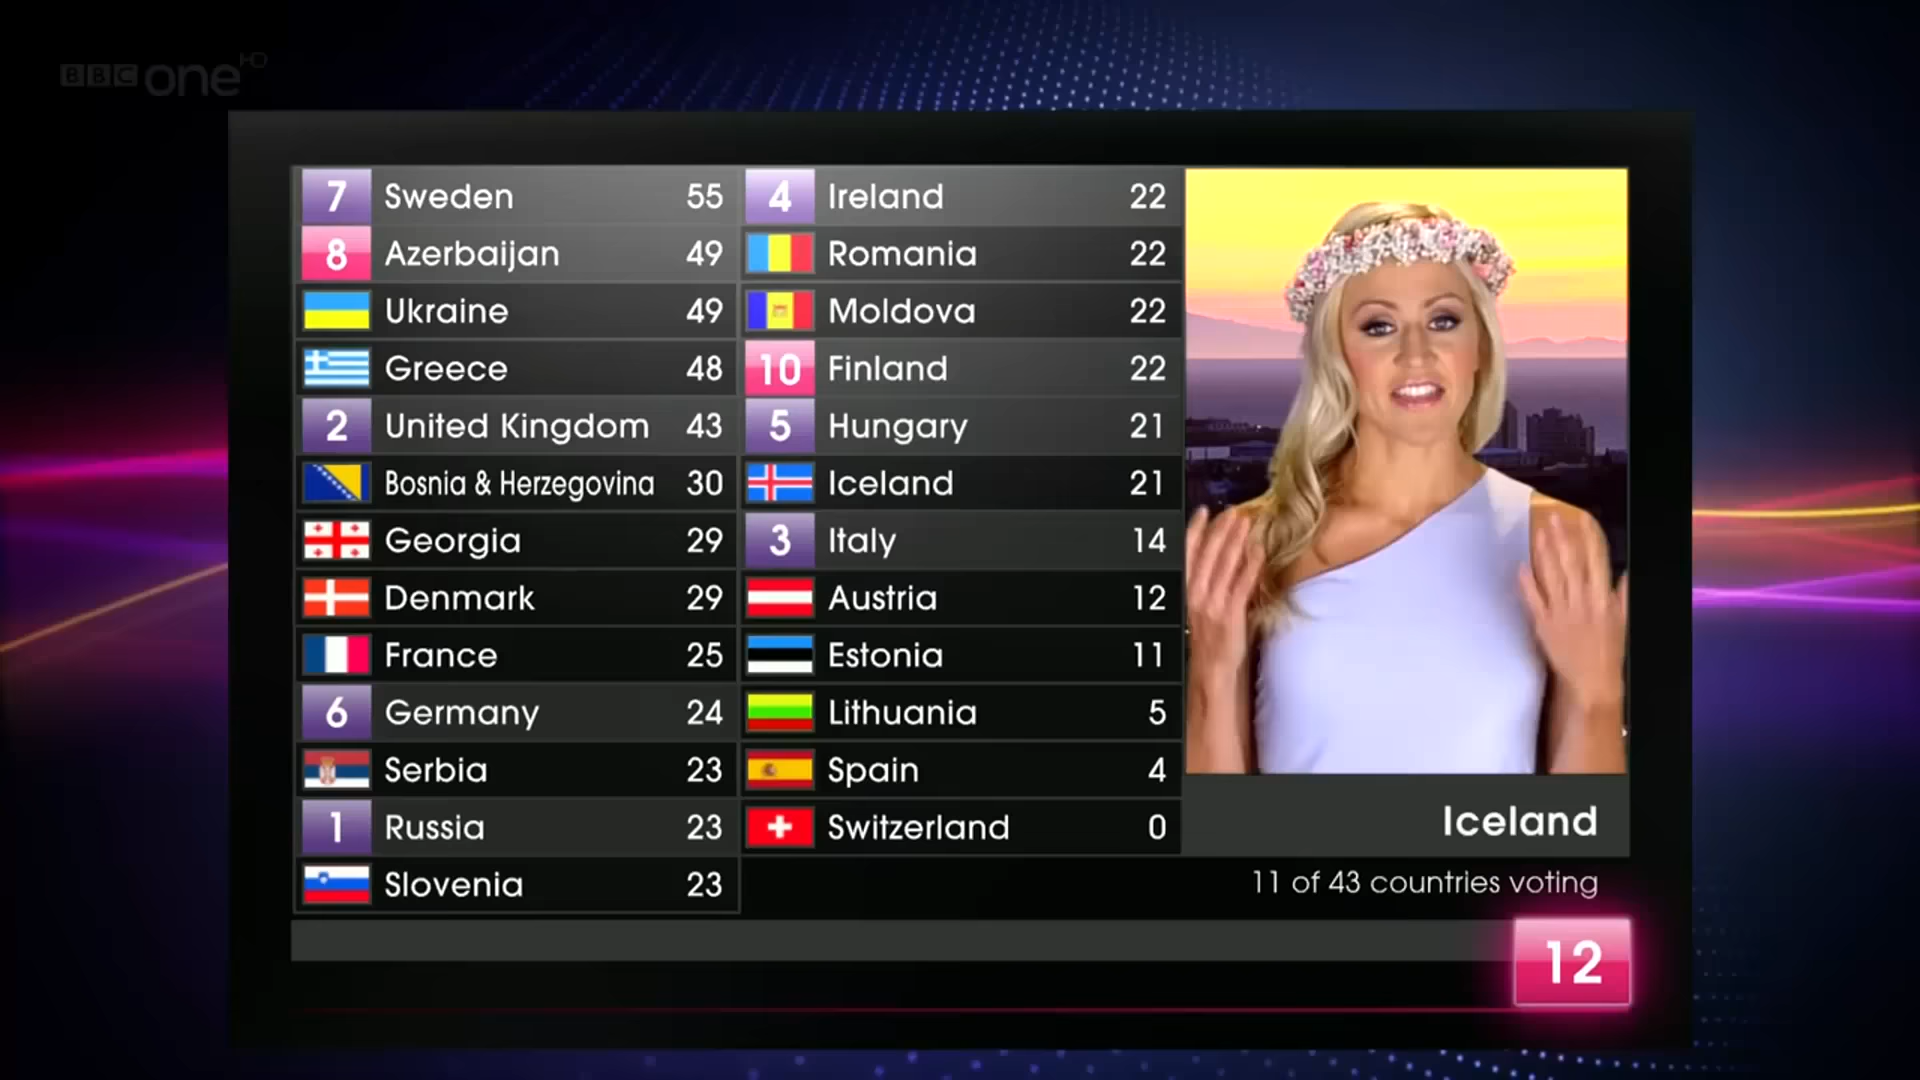 BBC one HD
7 Sweden 55
8 Azerbaijan 49
Ukraine 49
Greece 48
2 United Kingdom 43
Bosnia & Herzegovina 30
Georgia 29
Denmark 29
France 25
6 Germany 24
Serbia 23
1 Russia 23
Slovenia 23
4 Ireland 22
Romania 22
Moldova 22
10 Finland 22
5 Hungary 21
Iceland 21
3 Italy 14
Austria 12
Estonia 11
Lithuania 5
Spain 4
Switzerland 0
Iceland
11 of 43 countries voting
12